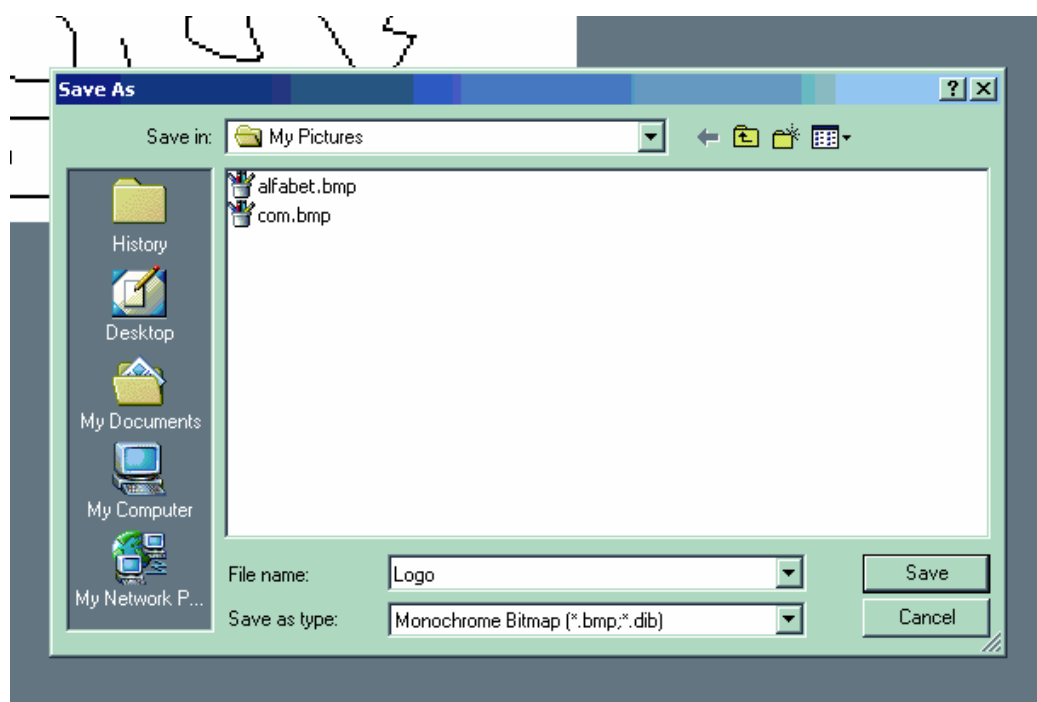 Save As
Save in: My Pictures
alfabet.bmp
com.bmp
History
Desktop
My Documents
My Computer
My Network P...
File name: Logo Save
Save as type: Monochrome Bitmap (*.bmp;*.dib) Cancel